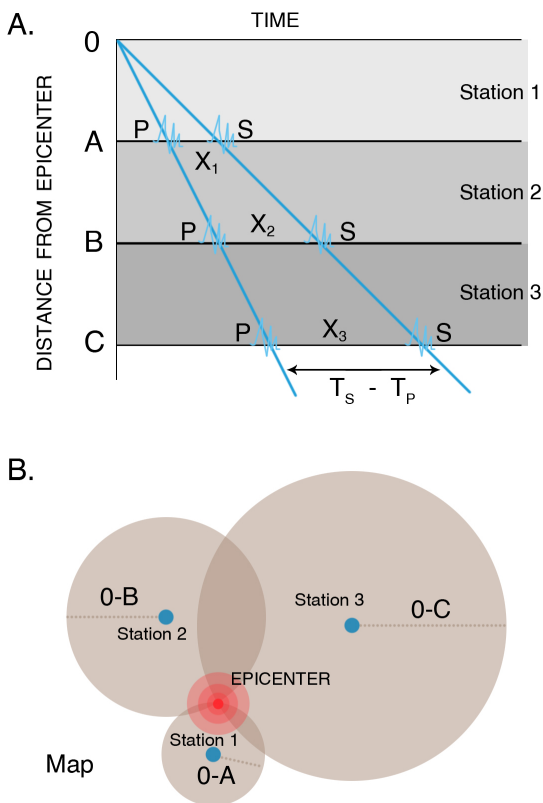 A.
TIME
0
DISTANCE FROM EPICENTER
Station 1
P
S
A
X₁
Station 2
P
X₂
S
B
Station 3
P
X₃
S
C
Tₛ - Tₚ
B.
0-B
Station 2
Station 3
0-C
EPICENTER
Station 1
0-A
Map